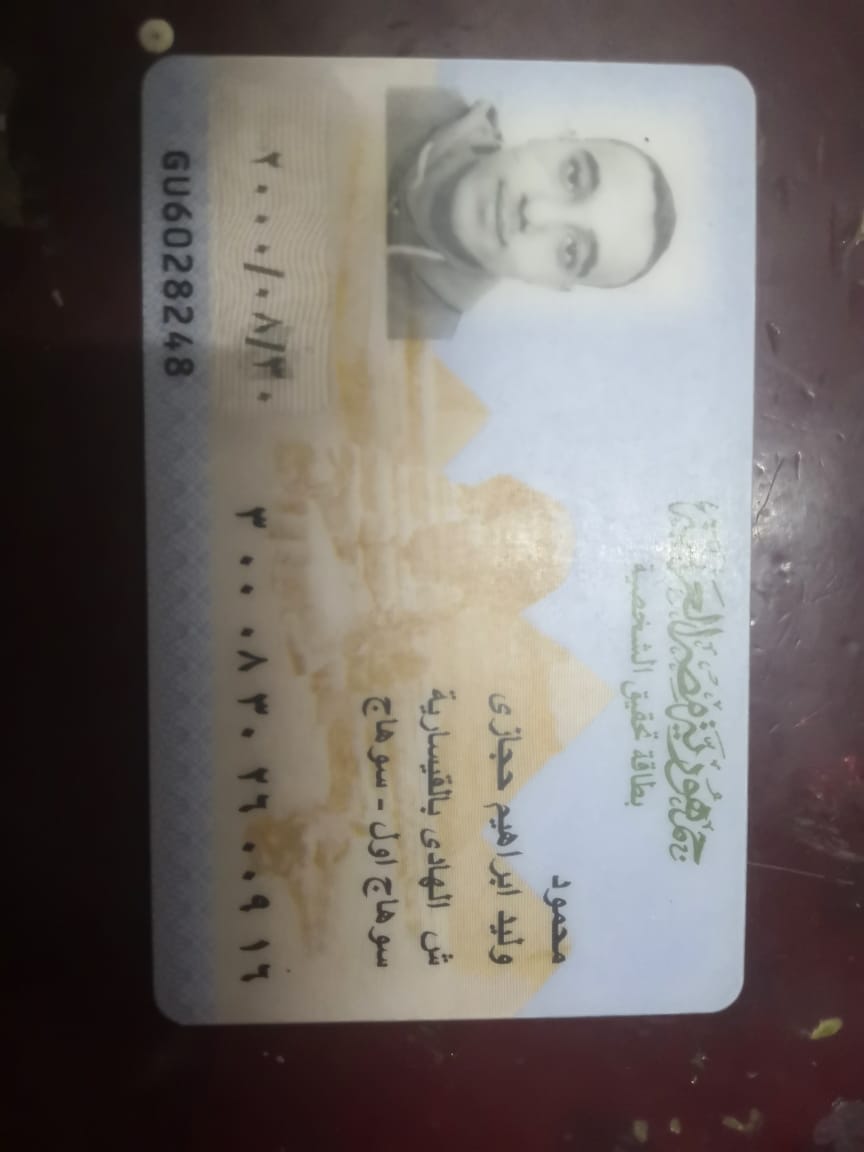 جمهورية مصر العربية
بطاقة تحقيق الشخصية
محمود
وليد ابراهيم حجازى
ش الهادى بالقيسارية
سوهاج اول - سوهاج
٢٠٠٠/٠٨/٣٠
٣ ٠٠ ٠٨ ٣٠ ٢٦ ٠٠٩ ١٦
GU6028248